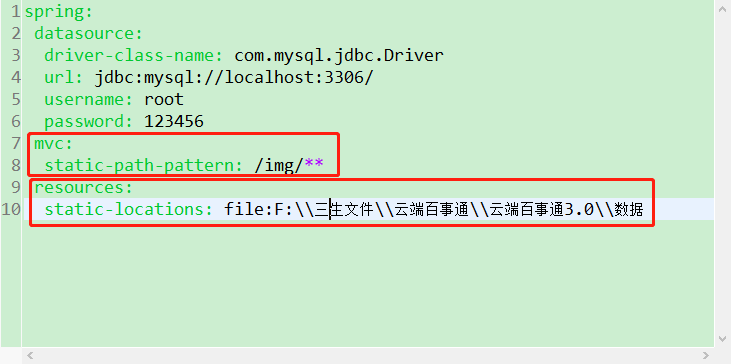 1 spring:
2 datasource:
3 driver-class-name: com.mysql.jdbc.Driver
4 url: jdbc:mysql://localhost:3306/
5 username: root
6 password: 123456
7 mvc:
8 static-path-pattern: /img/**
9 resources:
10 static-locations: file:F:\\三生文件\\云端百事通\\云端百事通3.0\\数据